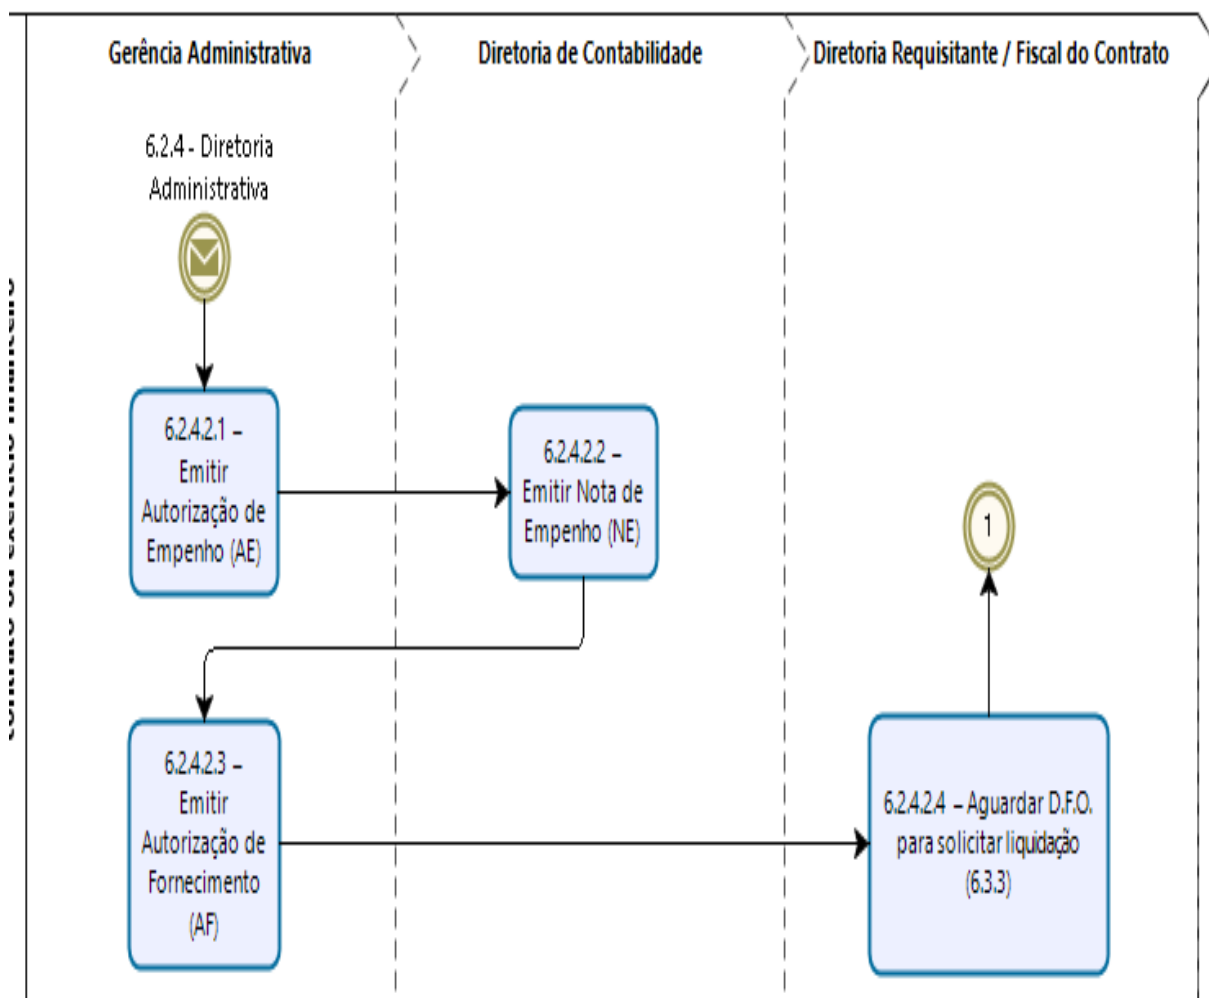 Gerência Administrativa
Diretoria de Contabilidade
Diretoria Requisitante / Fiscal do Contrato
6.2.4 - Diretoria
Administrativa
6.2.4.2.1 –
Emitir
Autorização de
Empenho (AE)
6.2.4.2.2 –
Emitir Nota de
Empenho (NE)
1
6.2.4.2.3 –
Emitir
Autorização de
Fornecimento
(AF)
6.2.4.2.4 – Aguardar D.F.O.
para solicitar liquidação
(6.3.3)